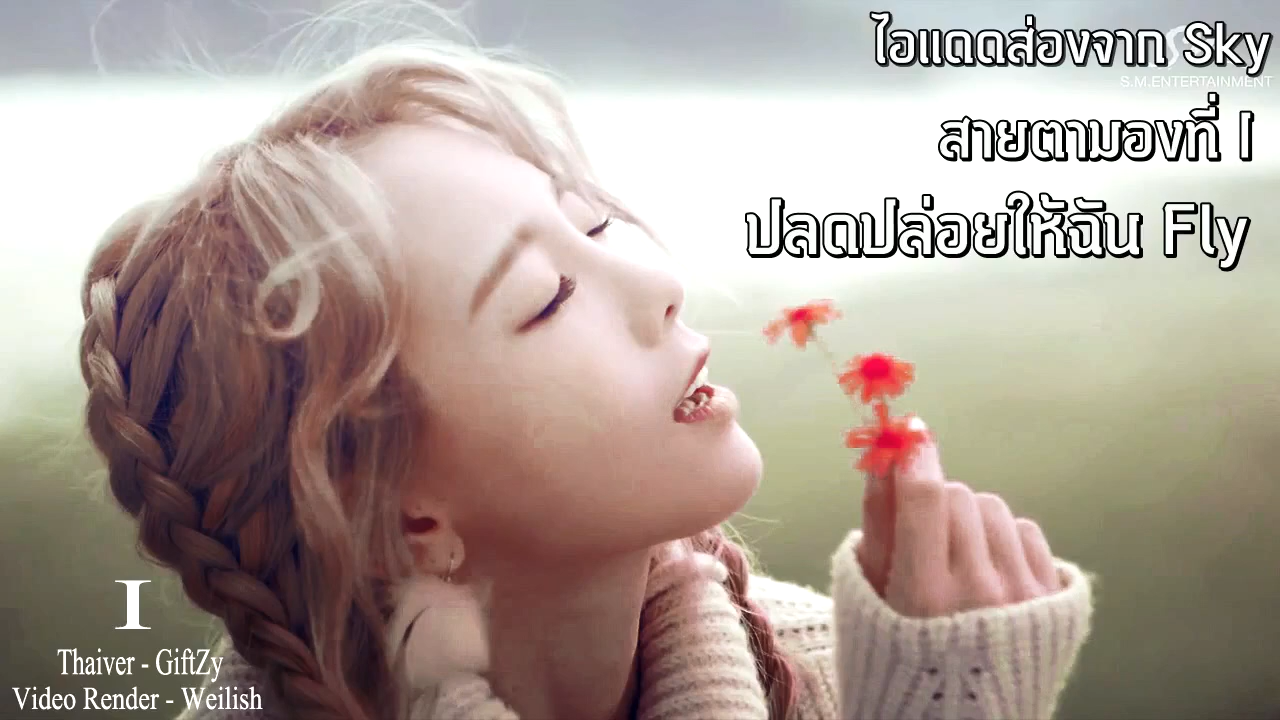 ไอแดดส่องจาก Sky
S.M.ENTERTAINMENT
สายตามองที่ I
ปลดปล่อยให้ฉัน Fly
I
Thaiver - GiftZy
Video Render - Weilish